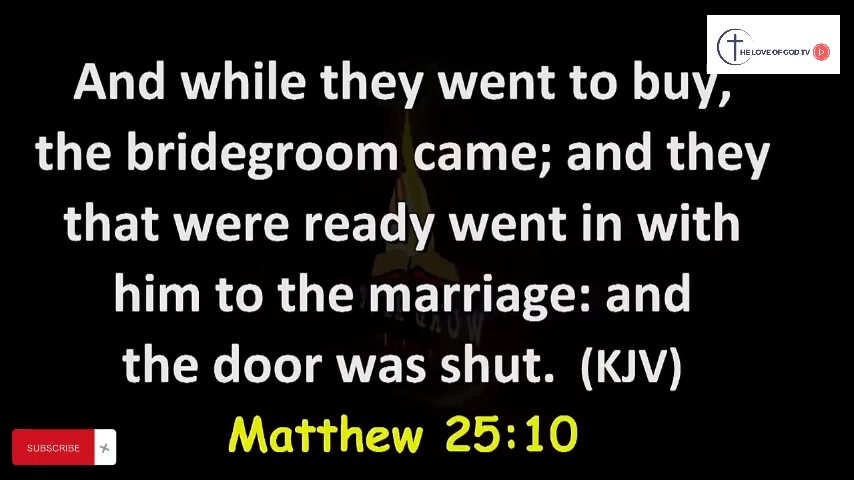 THE LOVE OF GOD TV
And while they went to buy,
the bridegroom came; and they
that were ready went in with
him to the marriage: and
the door was shut. (KJV)
Matthew 25:10
SUBSCRIBE